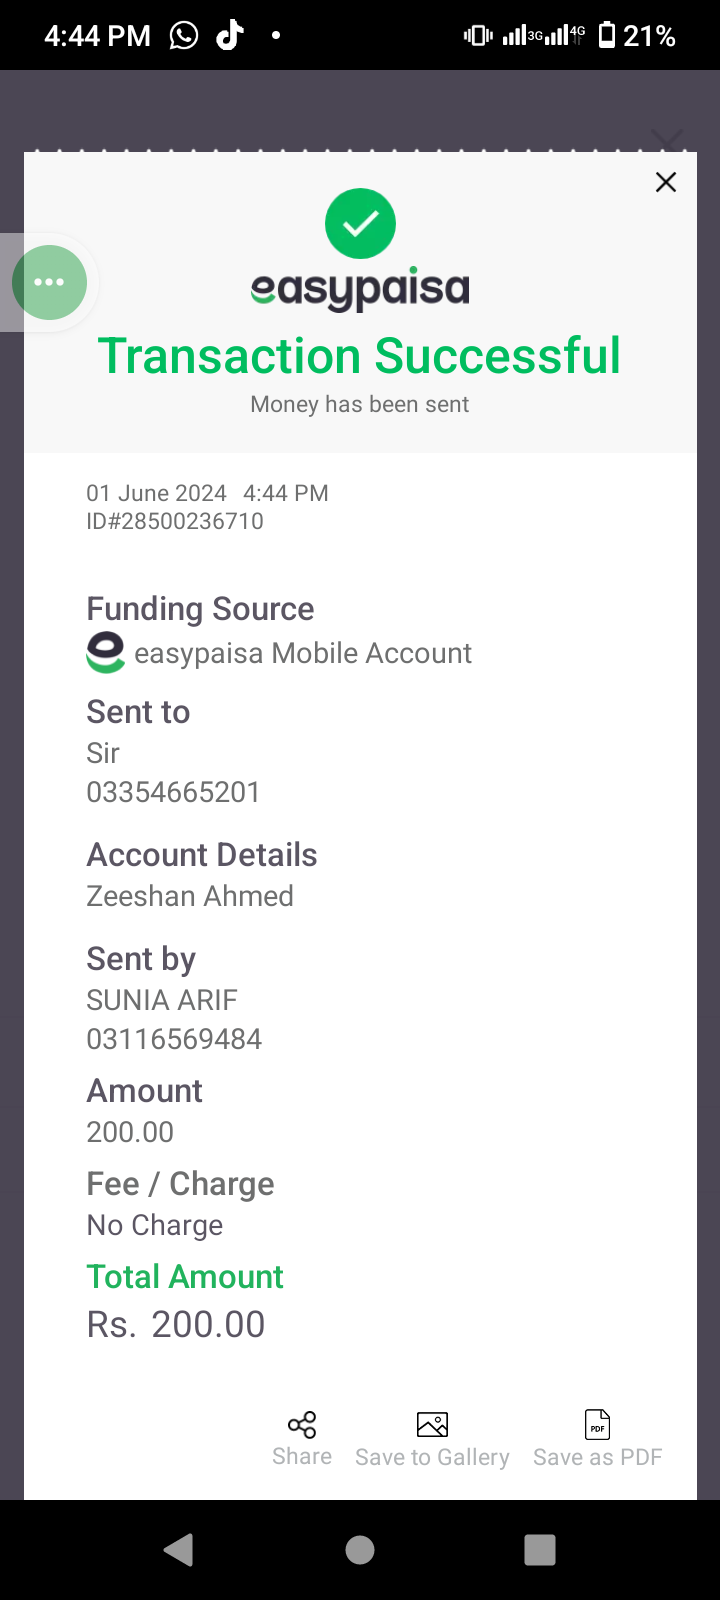 4:44 PM 3G 4G 21%
easypaisa
Transaction Successful
Money has been sent
01 June 2024 4:44 PM
ID#28500236710
Funding Source
easypaisa Mobile Account
Sent to
Sir
03354665201
Account Details
Zeeshan Ahmed
Sent by
SUNIA ARIF
03116569484
Amount
200.00
Fee / Charge
No Charge
Total Amount
Rs. 200.00
PDF
Share Save to Gallery Save as PDF